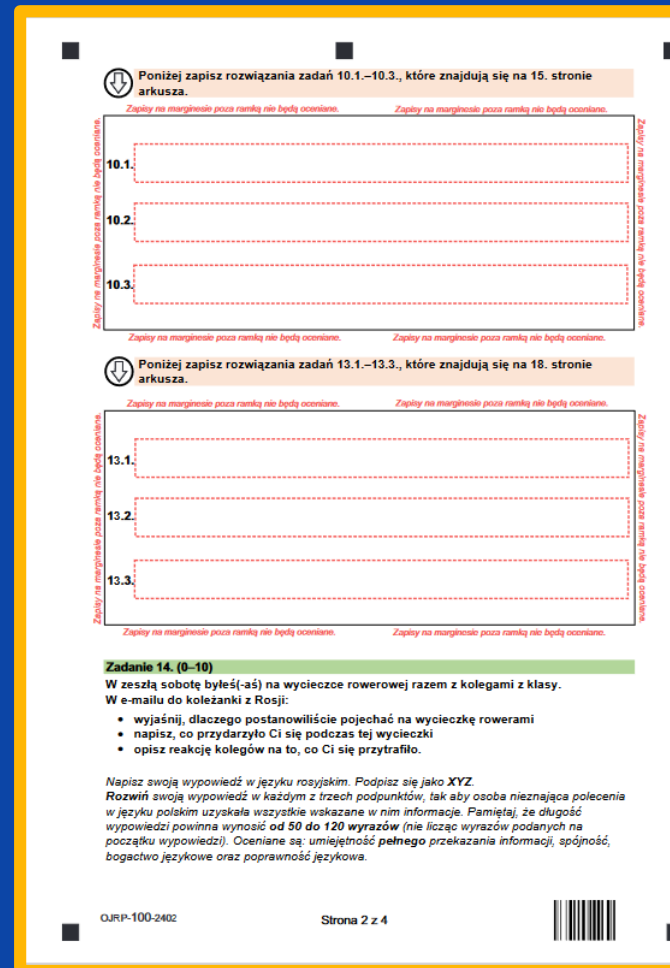 Poniżej zapisz rozwiązania zadań 10.1.–10.3., które znajdują się na 15. stronie
arkusza.
Zapisy na marginesie poza ramką nie będą oceniane. Zapisy na marginesie poza ramką nie będą oceniane.
Zapisy na marginesie poza ramką nie będą oceniane.
10.1.
10.2.
10.3.
Zapisy na marginesie poza ramką nie będą oceniane.
Zapisy na marginesie poza ramką nie będą oceniane. Zapisy na marginesie poza ramką nie będą oceniane.
Poniżej zapisz rozwiązania zadań 13.1.–13.3., które znajdują się na 18. stronie
arkusza.
Zapisy na marginesie poza ramką nie będą oceniane. Zapisy na marginesie poza ramką nie będą oceniane.
Zapisy na marginesie poza ramką nie będą oceniane.
13.1.
13.2.
13.3.
Zapisy na marginesie poza ramką nie będą oceniane.
Zapisy na marginesie poza ramką nie będą oceniane. Zapisy na marginesie poza ramką nie będą oceniane.
Zadanie 14. (0–10)
W zeszłą sobotę byłeś(-aś) na wycieczce rowerowej razem z kolegami z klasy.
W e-mailu do koleżanki z Rosji:
• wyjaśnij, dlaczego postanowiliście pojechać na wycieczkę rowerami
• napisz, co przydarzyło Ci się podczas tej wycieczki
• opisz reakcję kolegów na to, co Ci się przytrafiło.
Napisz swoją wypowiedź w języku rosyjskim. Podpisz się jako XYZ.
Rozwiń swoją wypowiedź w każdym z trzech podpunktów, tak aby osoba nieznająca polecenia
w języku polskim uzyskała wszystkie wskazane w nim informacje. Pamiętaj, że długość
wypowiedzi powinna wynosić od 50 do 120 wyrazów (nie licząc wyrazów podanych na
początku wypowiedzi). Oceniane są: umiejętność pełnego przekazania informacji, spójność,
bogactwo językowe oraz poprawność językowa.
OJRP-100-2402
Strona 2 z 4